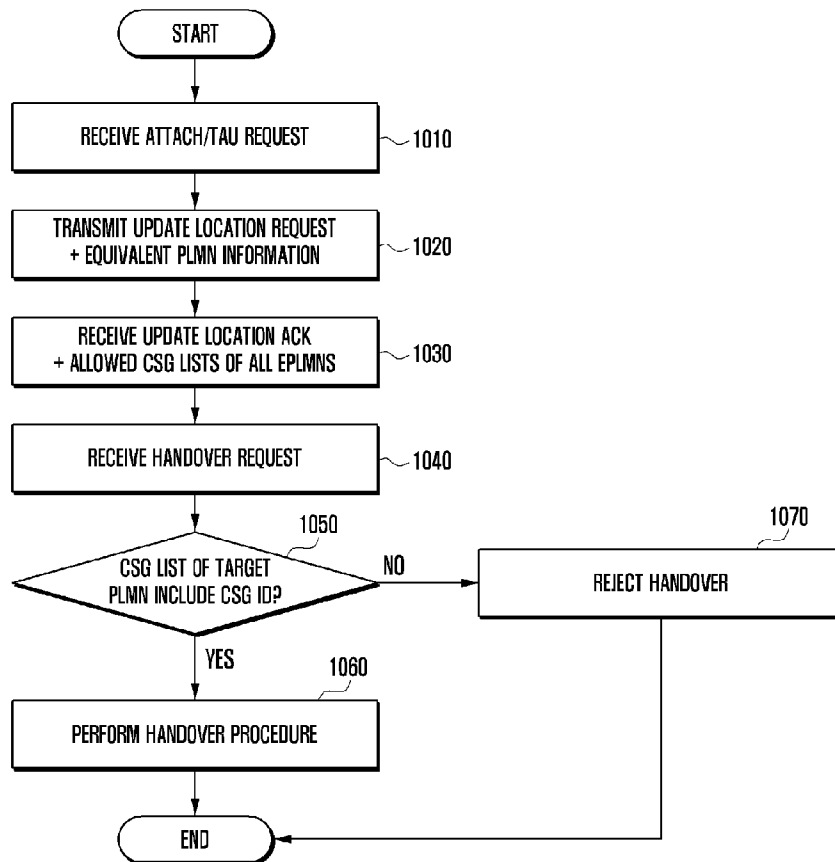 START
RECEIVE ATTACH/TAU REQUEST
1010
TRANSMIT UPDATE LOCATION REQUEST
+ EQUIVALENT PLMN INFORMATION
1020
RECEIVE UPDATE LOCATION ACK
+ ALLOWED CSG LISTS OF ALL EPLMNS
1030
RECEIVE HANDOVER REQUEST
1040
1050
CSG LIST OF TARGET
PLMN INCLUDE CSG ID?
NO
1070
REJECT HANDOVER
YES
1060
PERFORM HANDOVER PROCEDURE
END